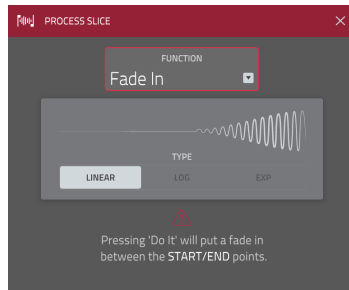 PROCESS SLICE
FUNCTION
Fade In
TYPE
LINEAR LOG EXP
Pressing 'Do It' will put a fade in
between the START/END points.